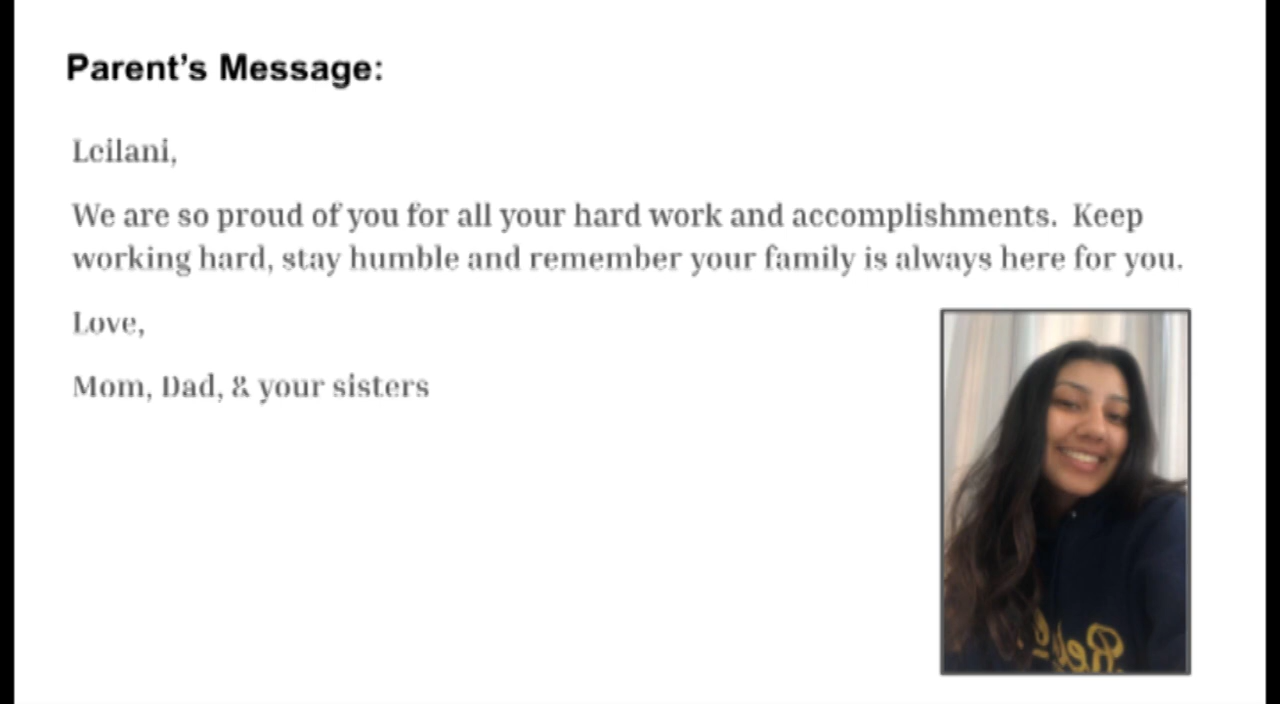 Parent’s Message:
Leilani,
We are so proud of you for all your hard work and accomplishments.  Keep
working hard, stay humble and remember your family is always here for you.
Love,
Mom, Dad, & your sisters